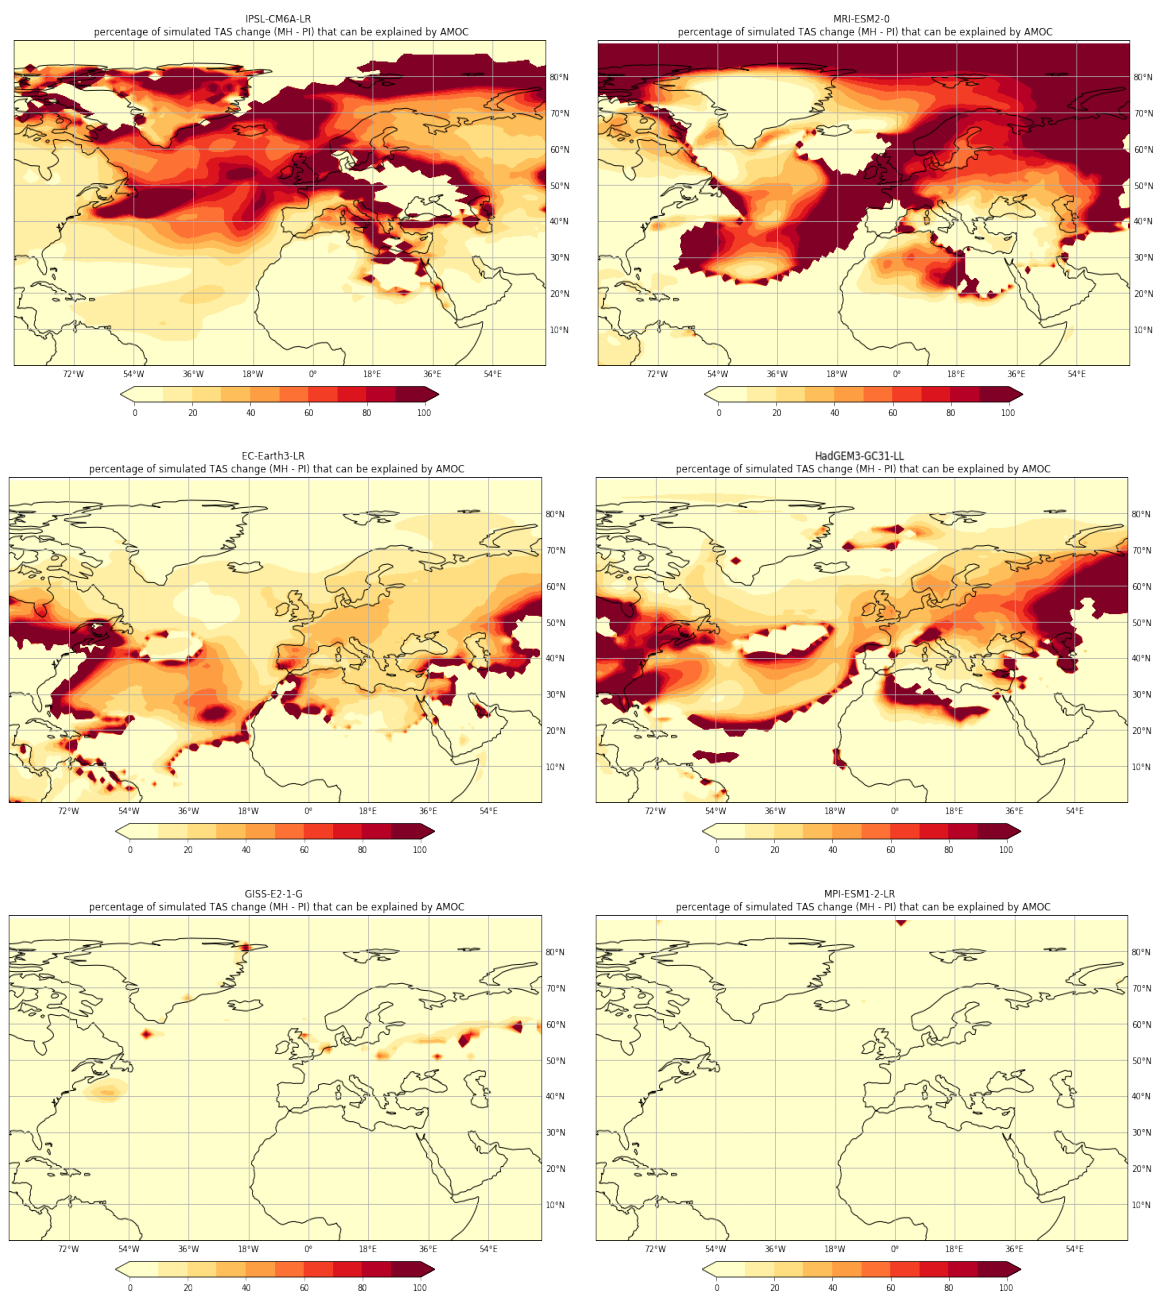 IPSL-CM6A-LR
percentage of simulated TAS change (MH - PI) that can be explained by AMOC
80°N
70°N
60°N
50°N
40°N
30°N
20°N
10°N
72°W 54°W 36°W 18°W 0° 18°E 36°E 54°E
0 20 40 60 80 100
MRI-ESM2-0
percentage of simulated TAS change (MH - PI) that can be explained by AMOC
80°N
70°N
60°N
50°N
40°N
30°N
20°N
10°N
72°W 54°W 36°W 18°W 0° 18°E 36°E 54°E
0 20 40 60 80 100
EC-Earth3-LR
percentage of simulated TAS change (MH - PI) that can be explained by AMOC
80°N
70°N
60°N
50°N
40°N
30°N
20°N
10°N
72°W 54°W 36°W 18°W 0° 18°E 36°E 54°E
0 20 40 60 80 100
HadGEM3-GC31-LL
percentage of simulated TAS change (MH - PI) that can be explained by AMOC
80°N
70°N
60°N
50°N
40°N
30°N
20°N
10°N
72°W 54°W 36°W 18°W 0° 18°E 36°E 54°E
0 20 40 60 80 100
GISS-E2-1-G
percentage of simulated TAS change (MH - PI) that can be explained by AMOC
80°N
70°N
60°N
50°N
40°N
30°N
20°N
10°N
72°W 54°W 36°W 18°W 0° 18°E 36°E 54°E
0 20 40 60 80 100
MPI-ESM1-2-LR
percentage of simulated TAS change (MH - PI) that can be explained by AMOC
80°N
70°N
60°N
50°N
40°N
30°N
20°N
10°N
72°W 54°W 36°W 18°W 0° 18°E 36°E 54°E
0 20 40 60 80 100